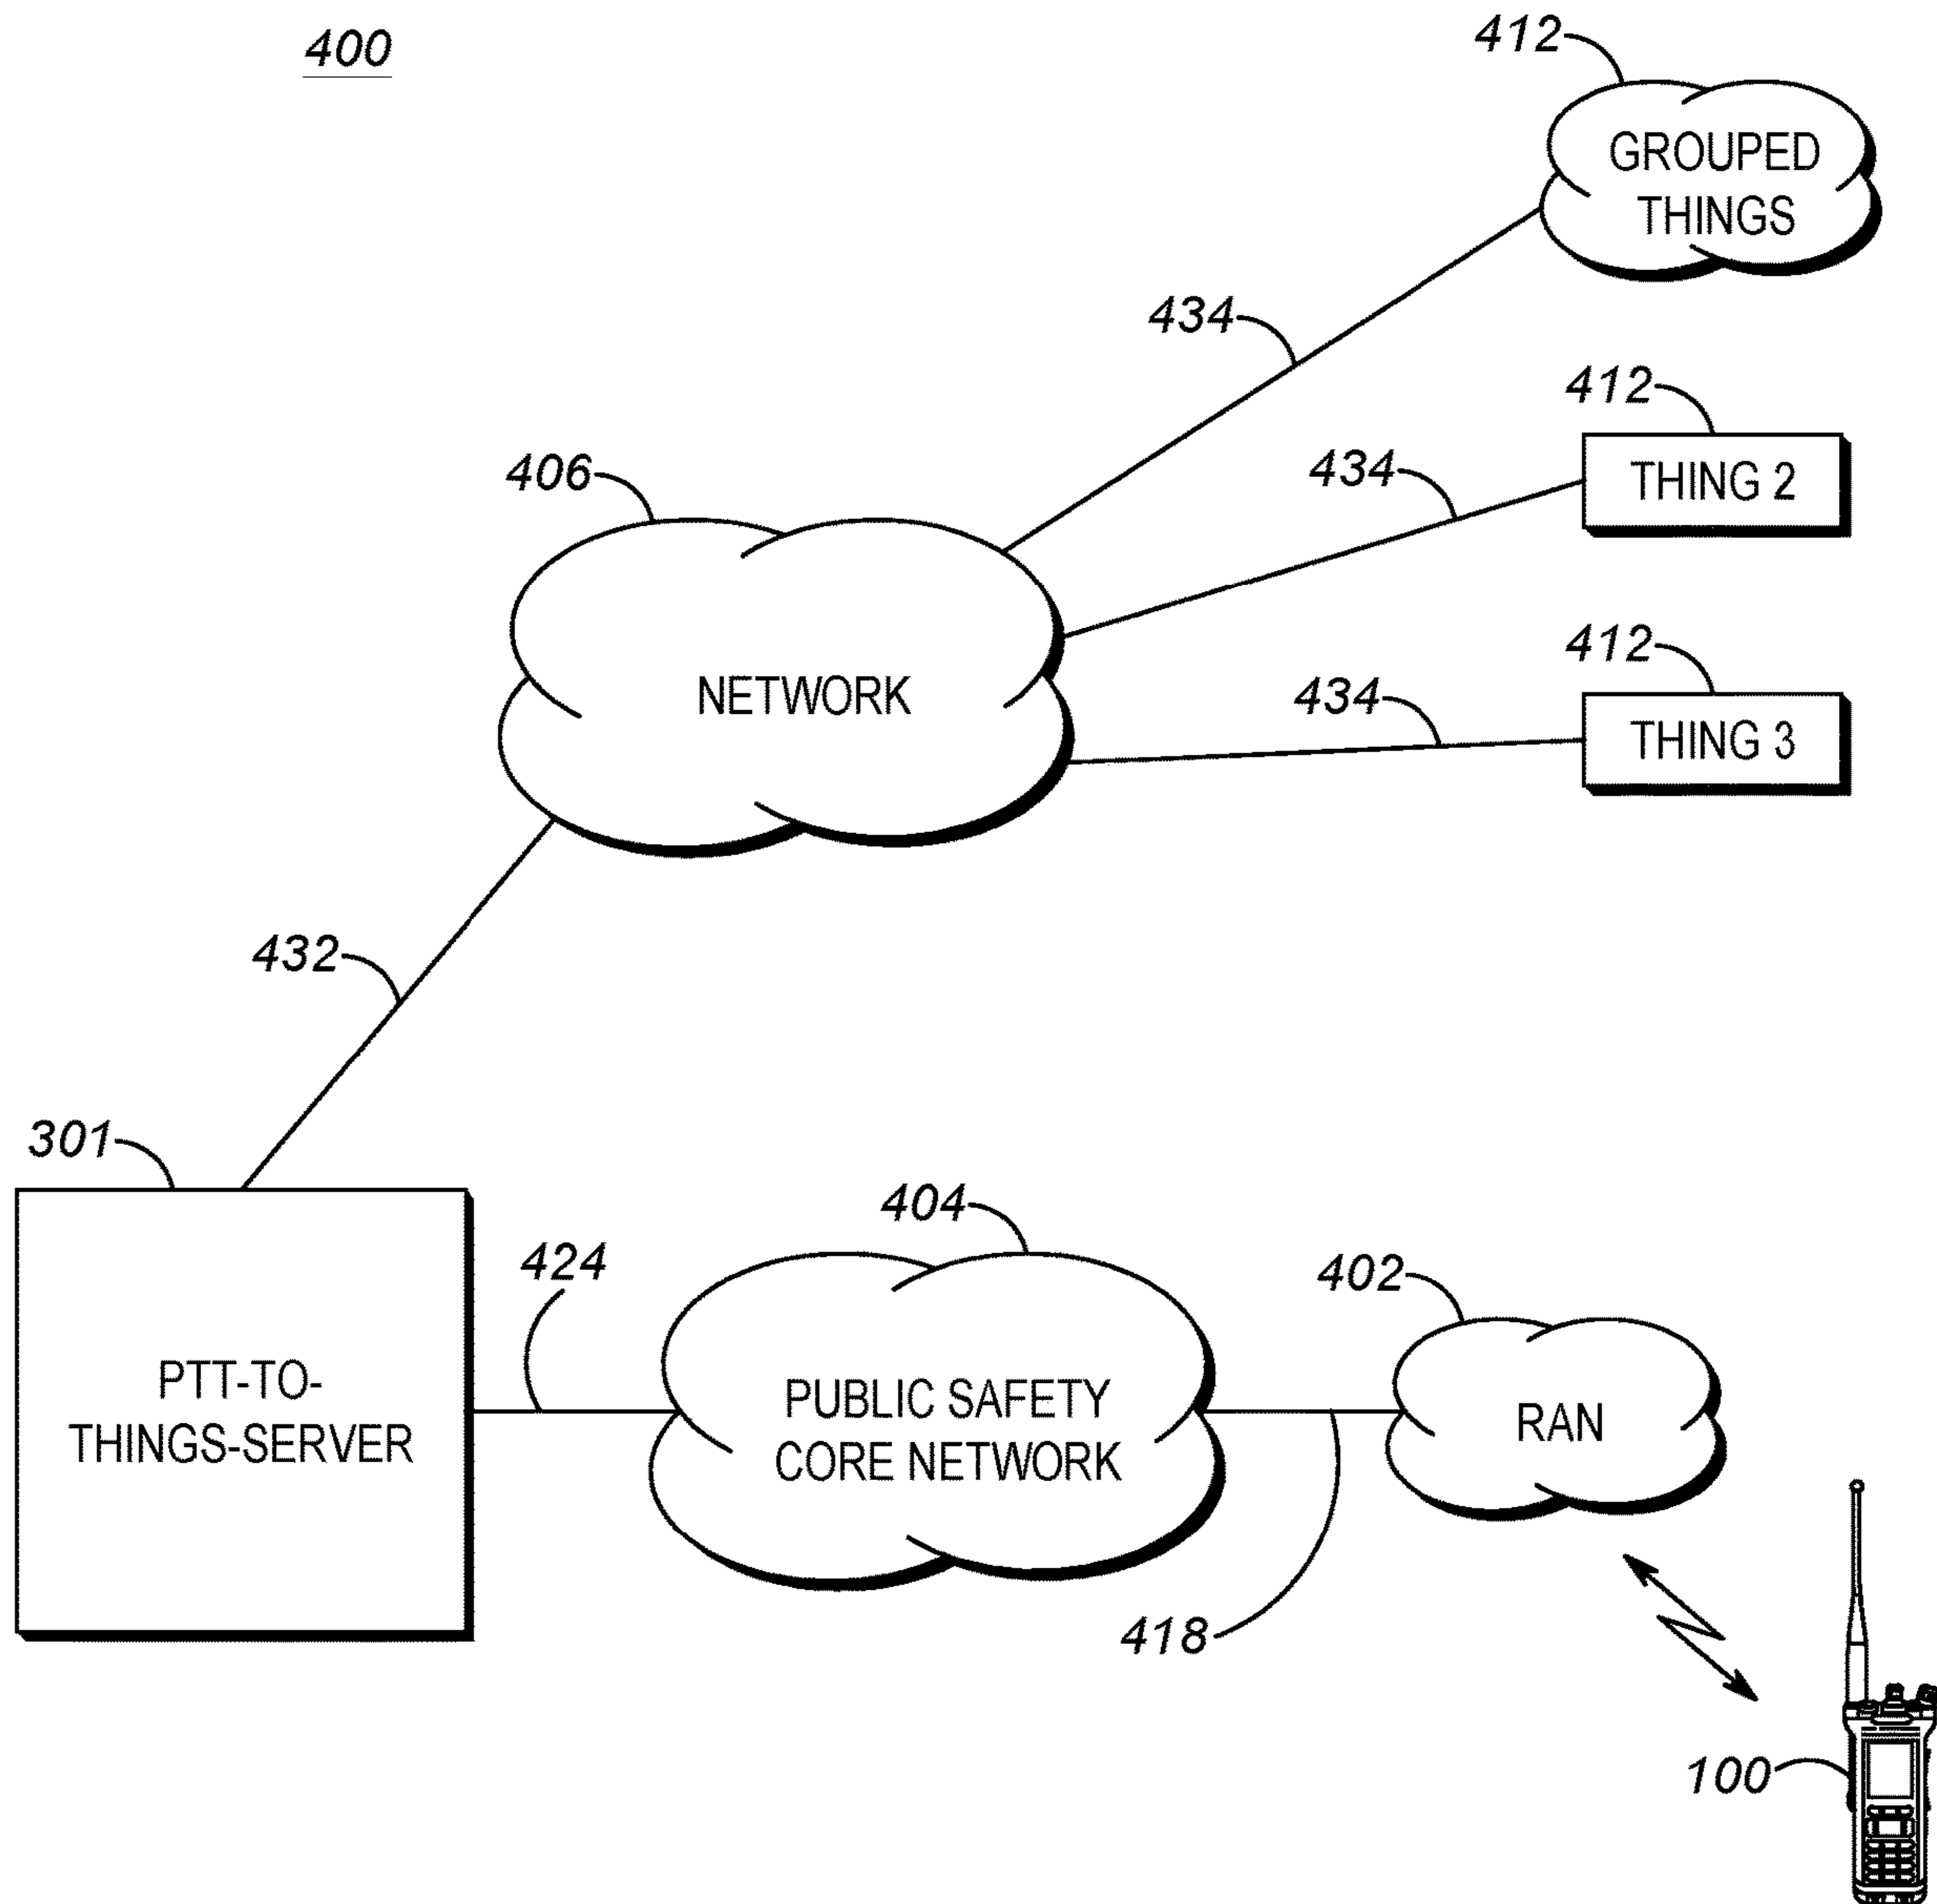 400
412
GROUPED
THINGS
434
412
THING 2
406
434
412
THING 3
434
NETWORK
432
301
404
424
402
PTT-TO-
THINGS-SERVER
PUBLIC SAFETY
CORE NETWORK
RAN
418
100